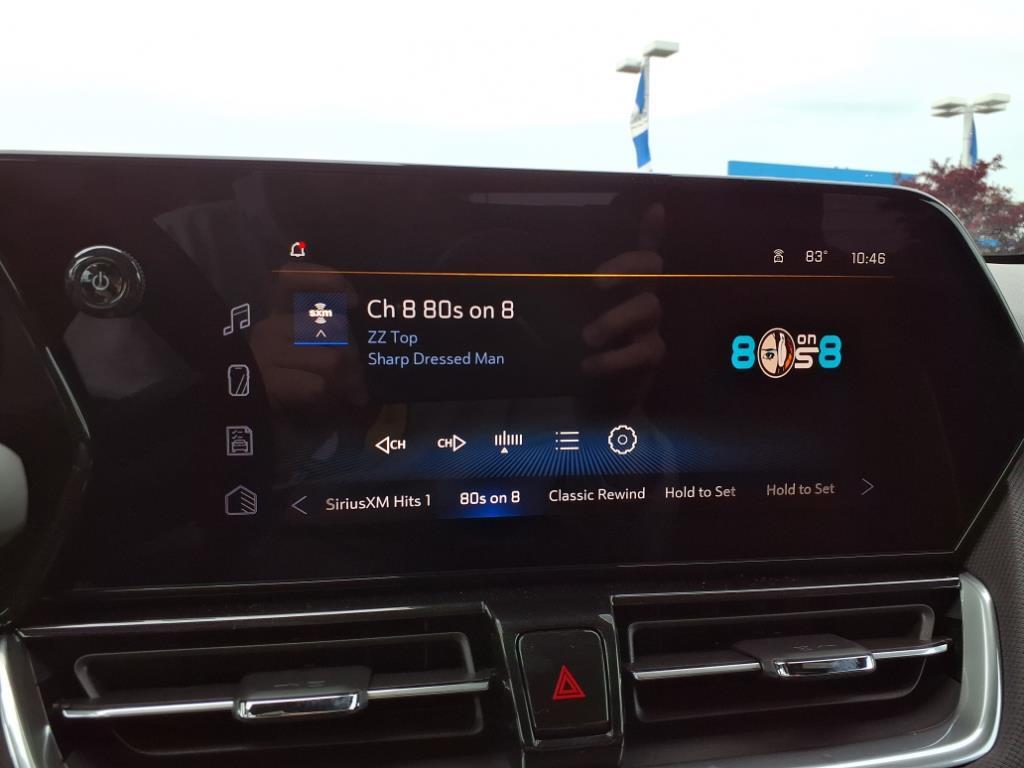 83° 10:46
sxm
Ch 8 80s on 8
ZZ Top
Sharp Dressed Man
80s on 8
CH CH
SiriusXM Hits 1 80s on 8 Classic Rewind Hold to Set Hold to Set